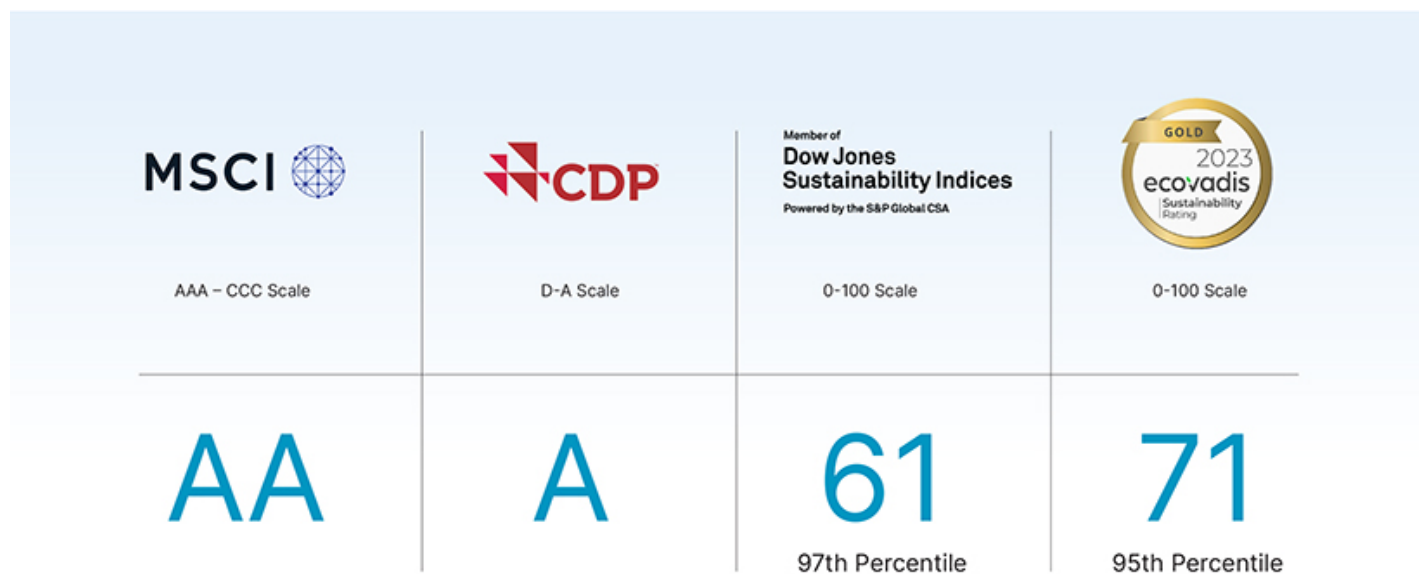 MSCI
CDP
Member of
Dow Jones
Sustainability Indices
Powered by the S&P Global CSA
GOLD
2023
ecovadis
Sustainability
Rating
AAA – CCC Scale
D-A Scale
0-100 Scale
0-100 Scale
AA
A
61
71
97th Percentile
95th Percentile